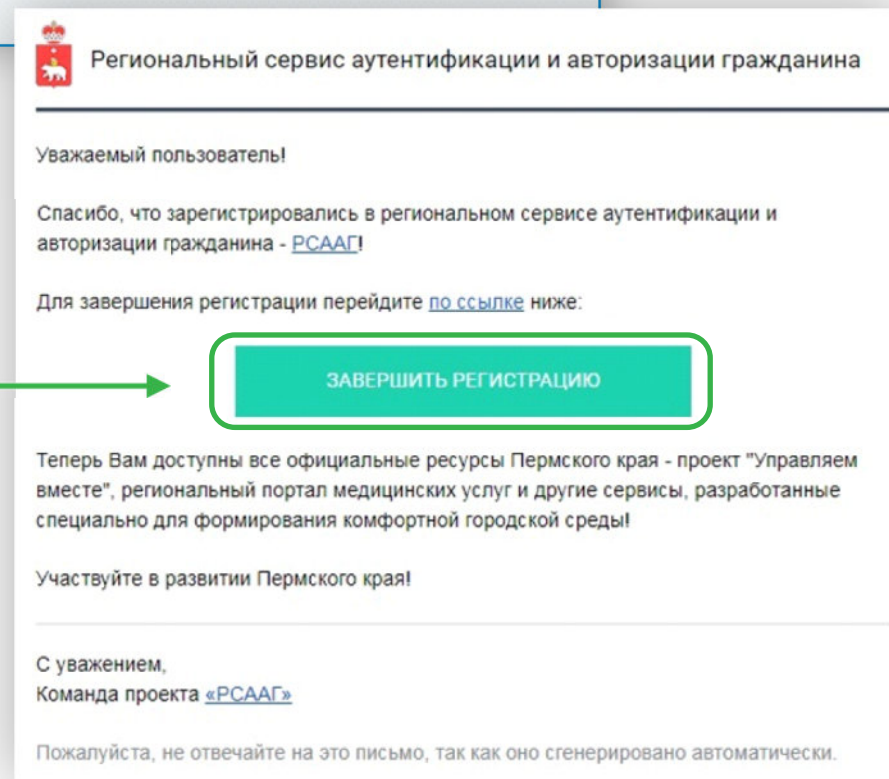 Региональный сервис аутентификации и авторизации гражданина
Уважаемый пользователь!
Спасибо, что зарегистрировались в региональном сервисе аутентификации и
авторизации гражданина - РСААГ!
Для завершения регистрации перейдите по ссылке ниже:
ЗАВЕРШИТЬ РЕГИСТРАЦИЮ
Теперь Вам доступны все официальные ресурсы Пермского края - проект "Управляем
вместе", региональный портал медицинских услуг и другие сервисы, разработанные
специально для формирования комфортной городской среды!
Участвуйте в развитии Пермского края!
С уважением,
Команда проекта «РСААГ»
Пожалуйста, не отвечайте на это письмо, так как оно сгенерировано автоматически.